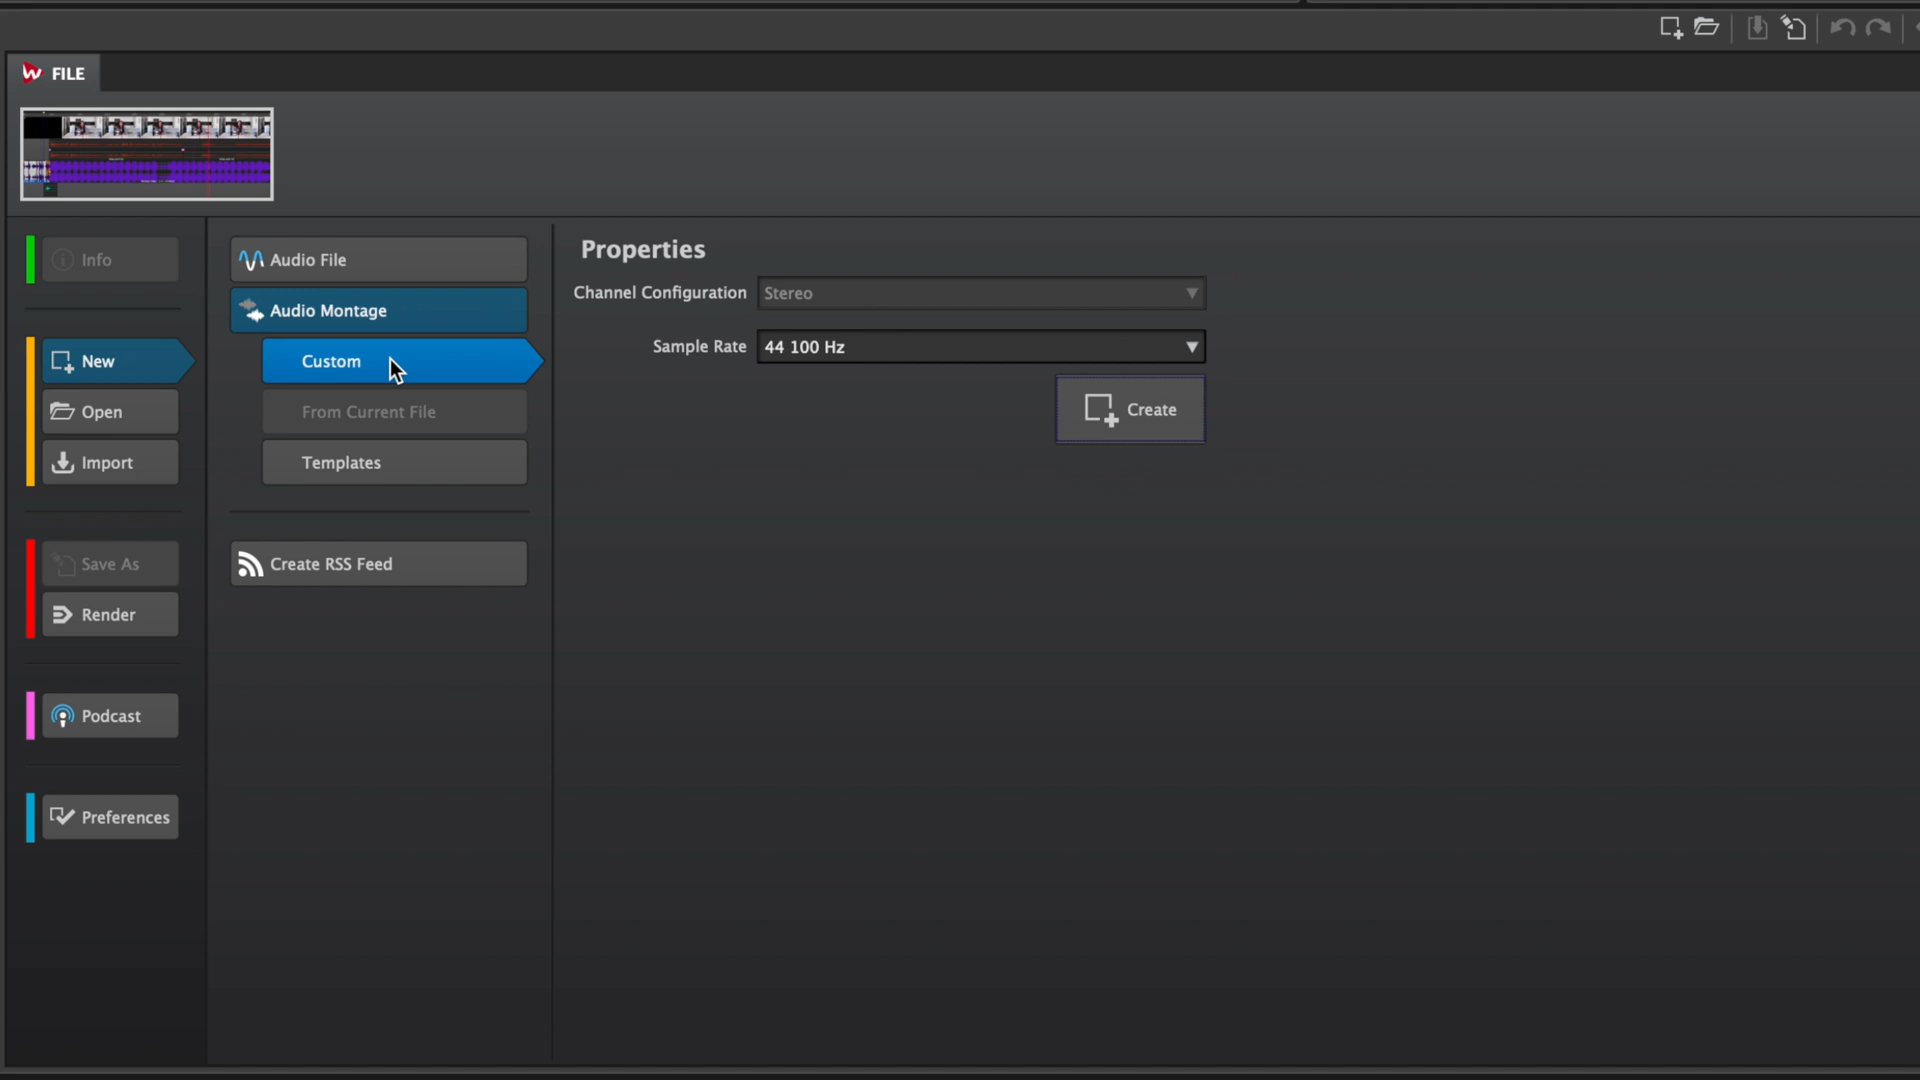 FILE
Info
New
Open
Import
Save As
Render
Podcast
Preferences
Audio File
Audio Montage
Custom
From Current File
Templates
Create RSS Feed
Properties
Channel Configuration Stereo
Sample Rate 44 100 Hz
Create